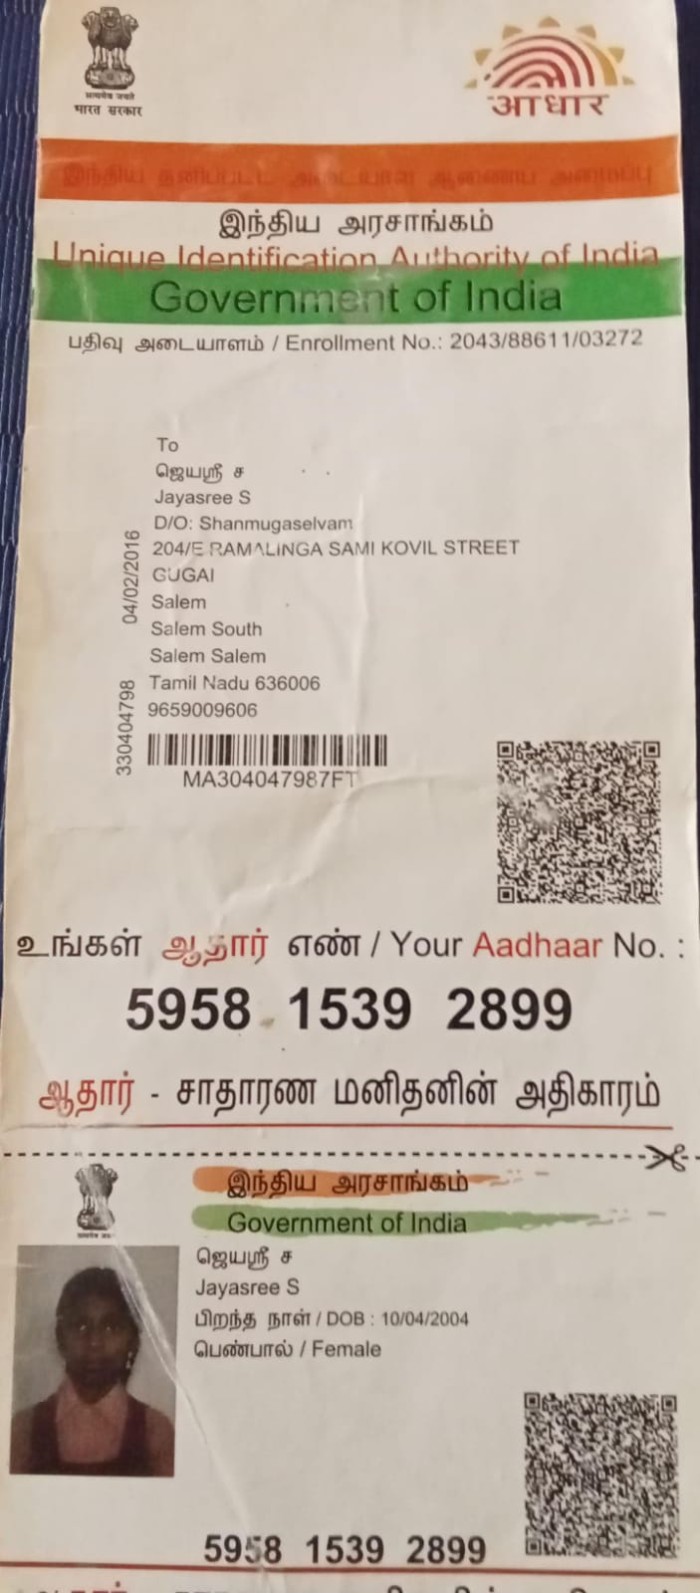 सत्यमेव जयते
भारत सरकार
आधार
இந்திய அரசாங்கம்
Unique Identification Authority of India
Government of India
பதிவு அடையாளம் / Enrollment No.: 2043/88611/03272
To
ஜெயஸ்ரீ ச
Jayasree S
D/O: Shanmugaselvam
204/E RAMALINGA SAMI KOVIL STREET
GUGAI
Salem
Salem South
Salem Salem
Tamil Nadu 636006
9659009606
04/02/2016
330404798
MA304047987FT
உங்கள் ஆதார் எண் / Your Aadhaar No. :
5958 1539 2899
ஆதார் - சாதாரண மனிதனின் அதிகாரம்
இந்திய அரசாங்கம்
Government of India
ஜெயஸ்ரீ ச
Jayasree S
பிறந்த நாள் / DOB : 10/04/2004
பெண்பால் / Female
5958 1539 2899